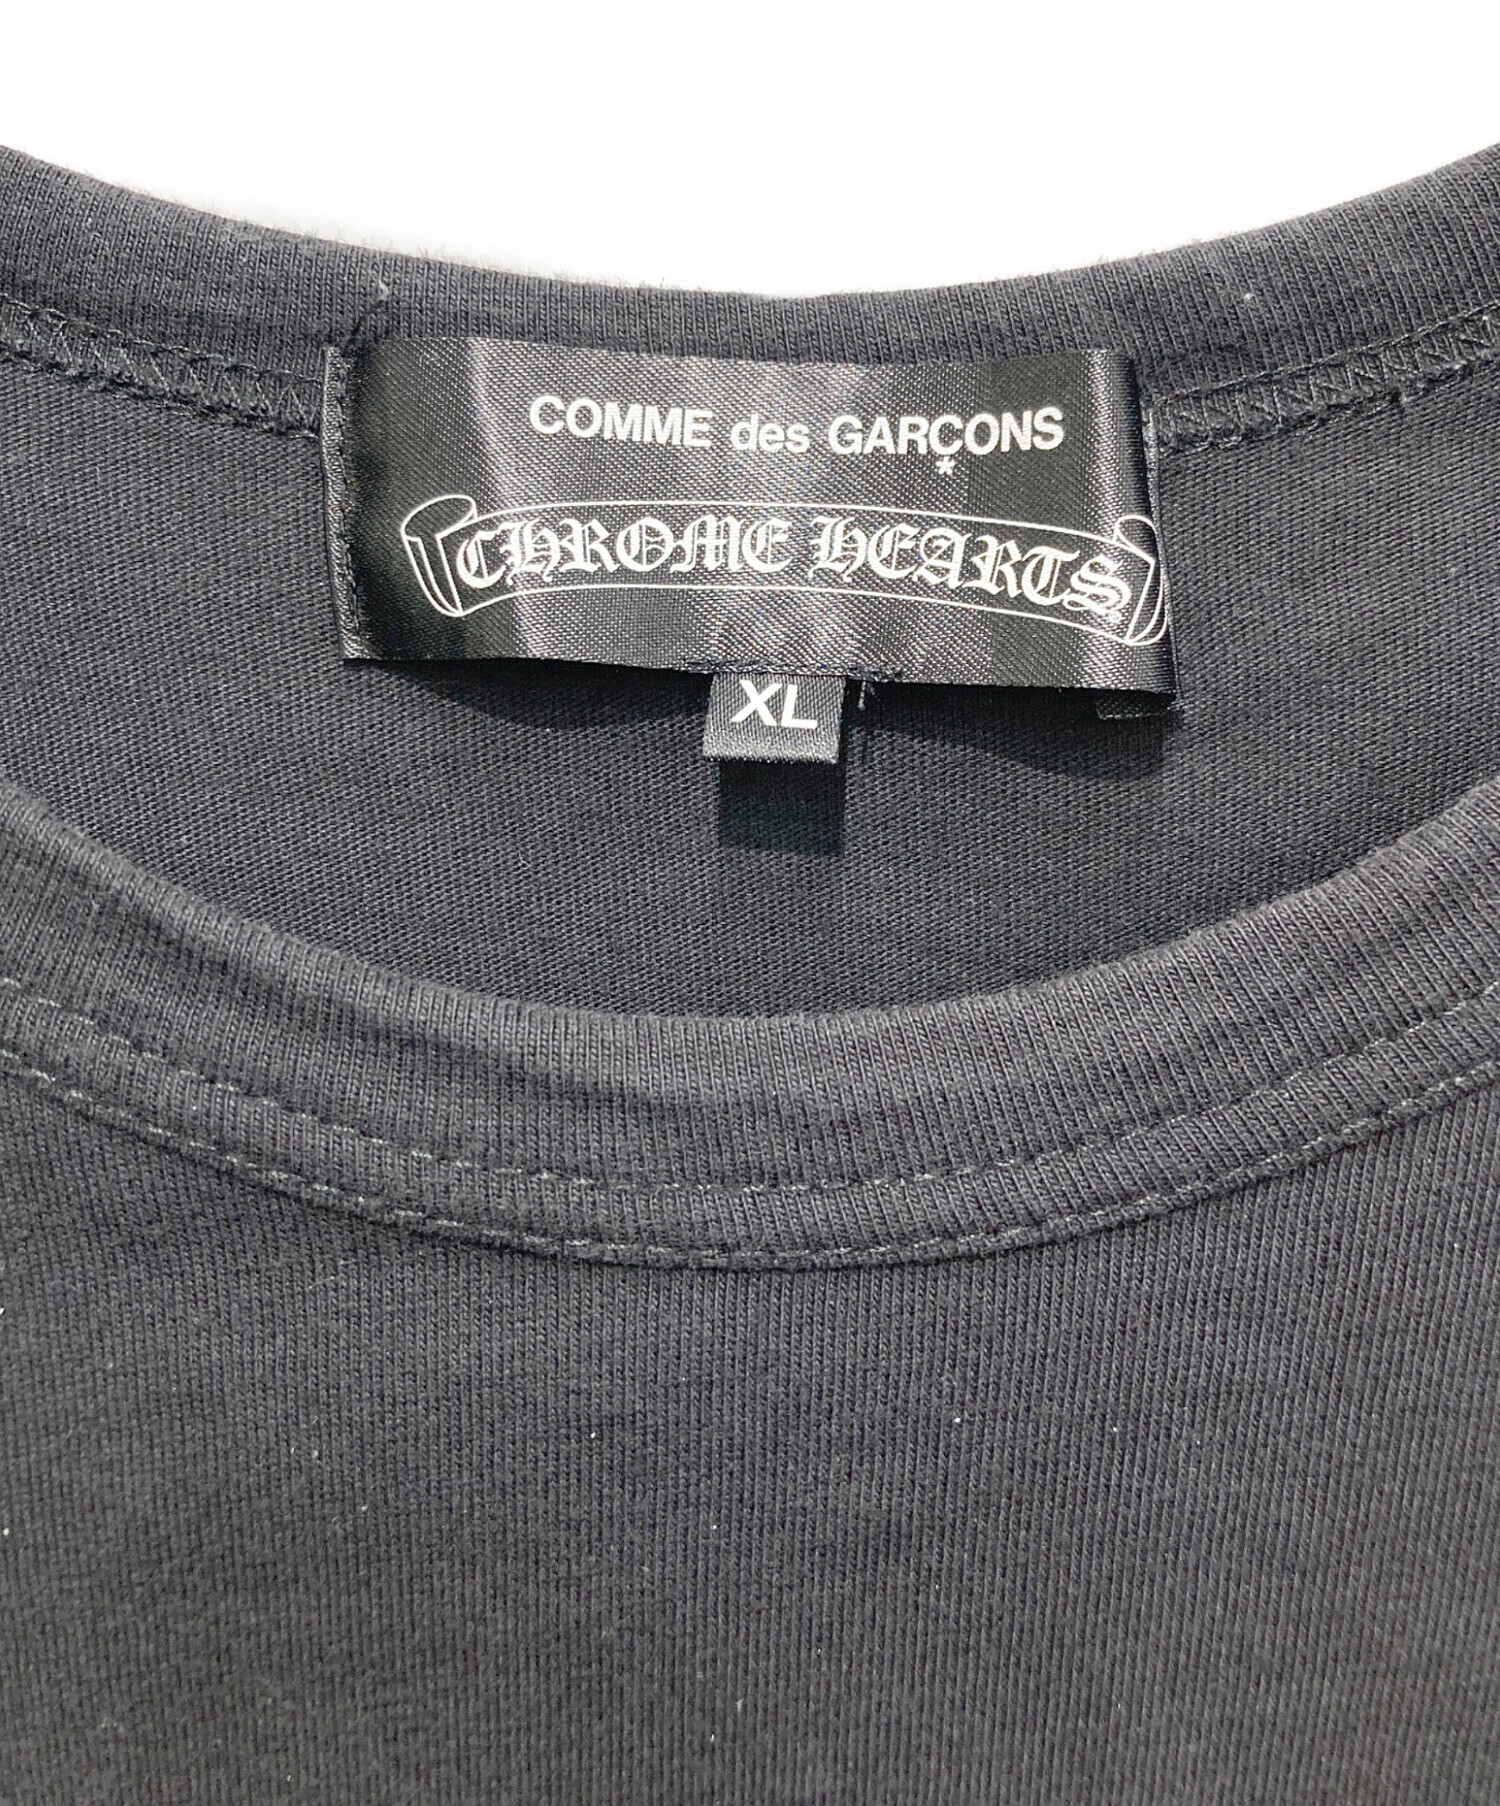 COMME des GARÇONS
*
CHROME HEARTS
XL